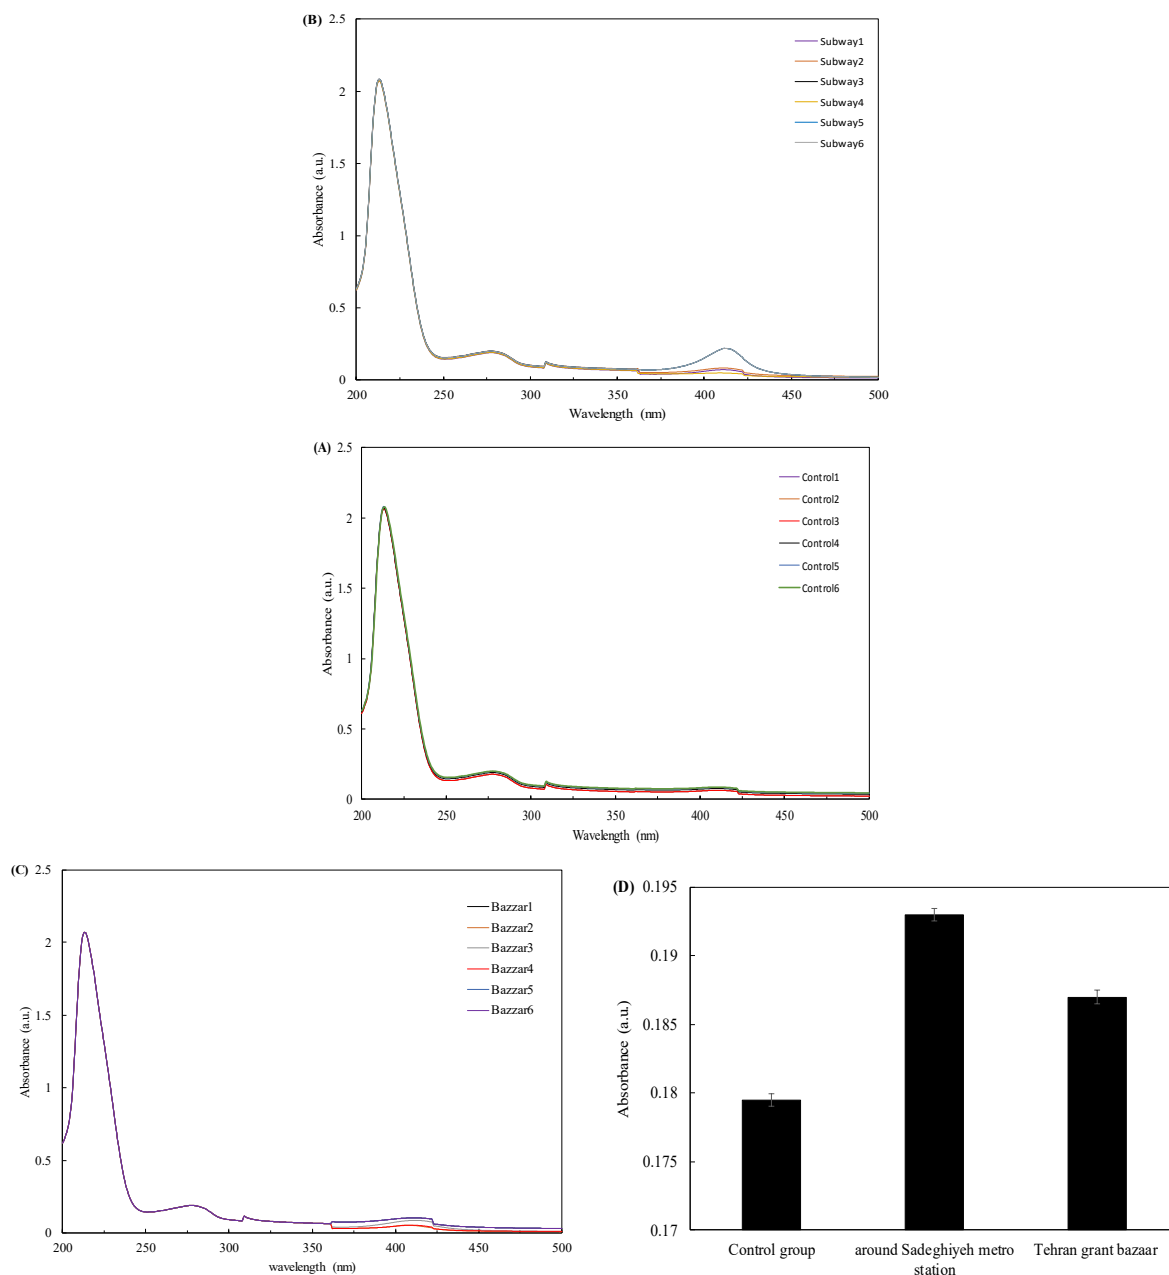 (B)
2.5
2
1.5
1
0.5
0
Absorbance (a.u.)
200 250 300 350 400 450 500
Wavelength (nm)
Subway1
Subway2
Subway3
Subway4
Subway5
Subway6
(A)
2.5
2
1.5
1
0.5
0
Absorbance (a.u.)
200 250 300 350 400 450 500
Wavelength (nm)
Control1
Control2
Control3
Control4
Control5
Control6
(C)
2.5
2
1.5
1
0.5
0
Absorbance (a.u.)
200 250 300 350 400 450 500
wavelength (nm)
Bazzar1
Bazzar2
Bazzar3
Bazzar4
Bazzar5
Bazzar6
(D)
0.195
0.19
0.185
0.18
0.175
0.17
Absorbance (a.u.)
Control group
around Sadeghiyeh metro
station
Tehran grant bazaar